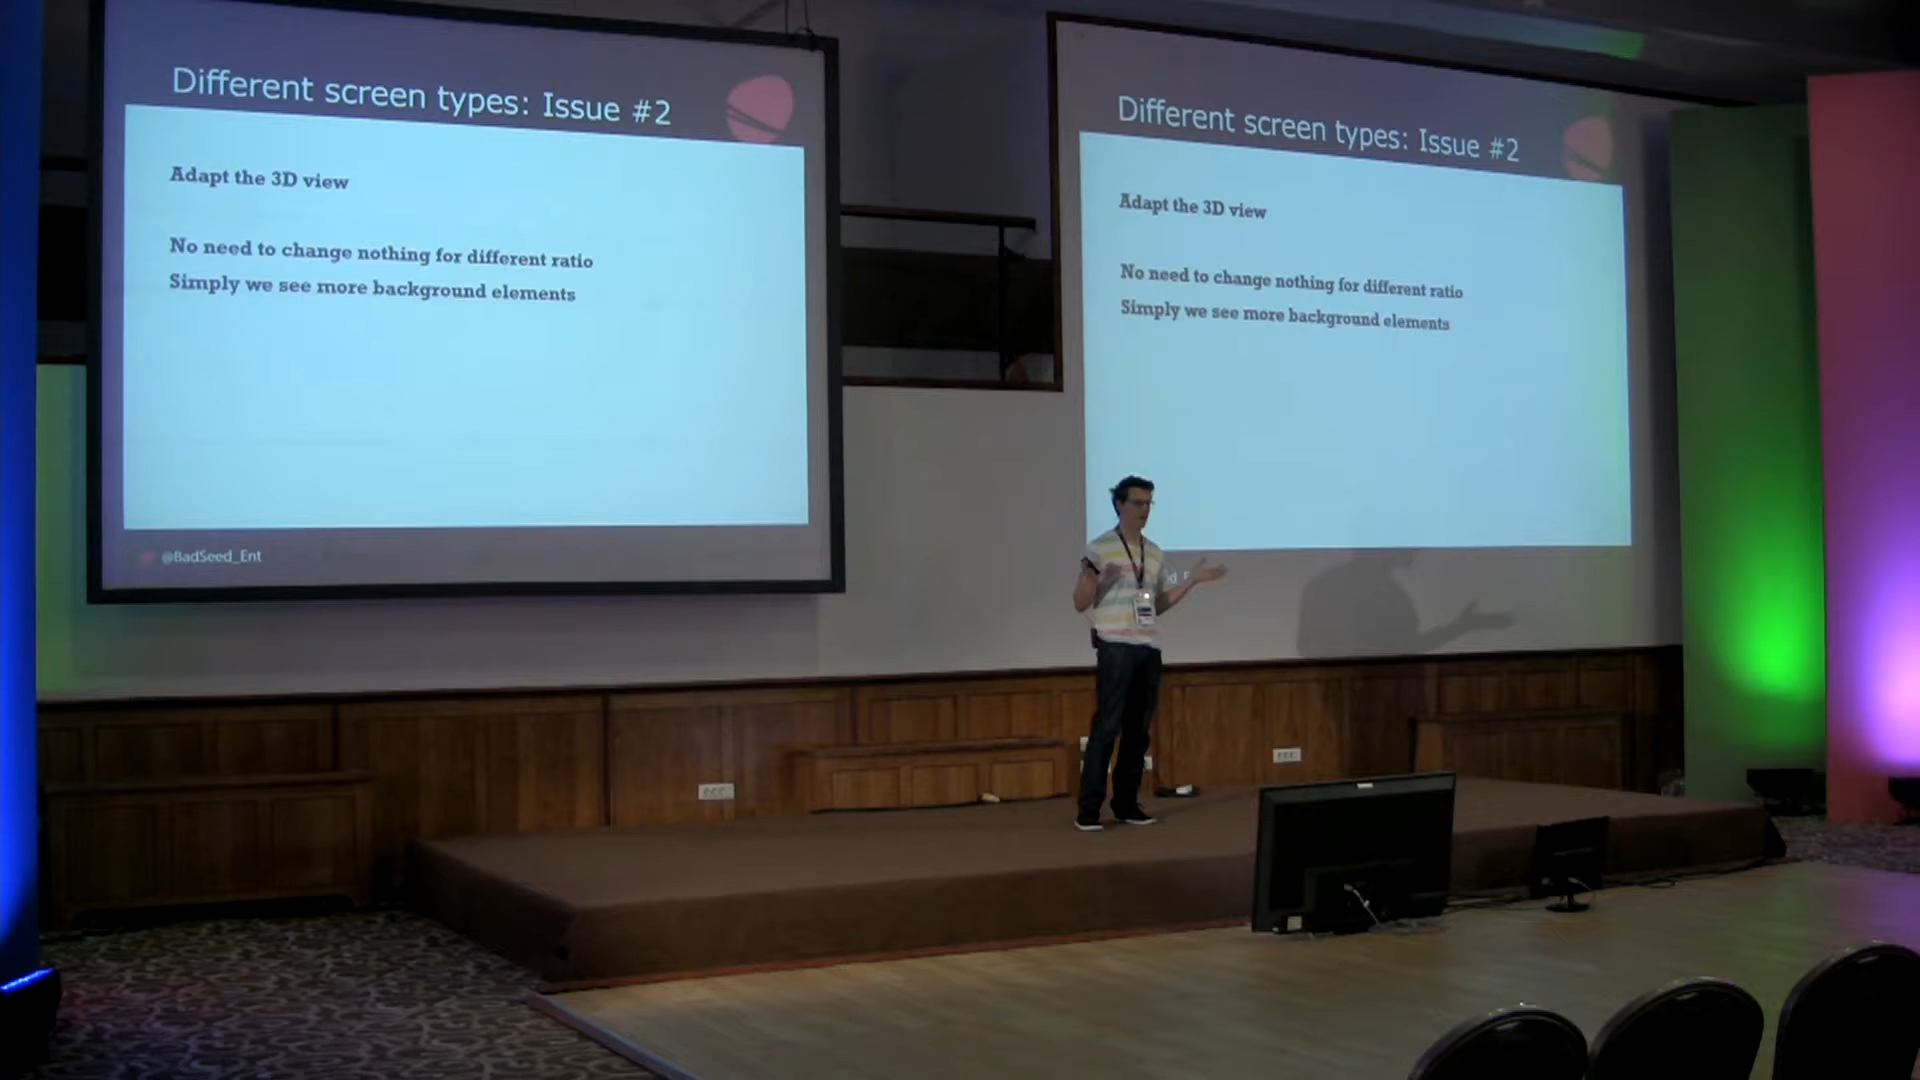 Different screen types: Issue #2
Adapt the 3D view
No need to change nothing for different ratio
Simply we see more background elements
@BadSeed_Ent
Different screen types: Issue #2
Adapt the 3D view
No need to change nothing for different ratio
Simply we see more background elements